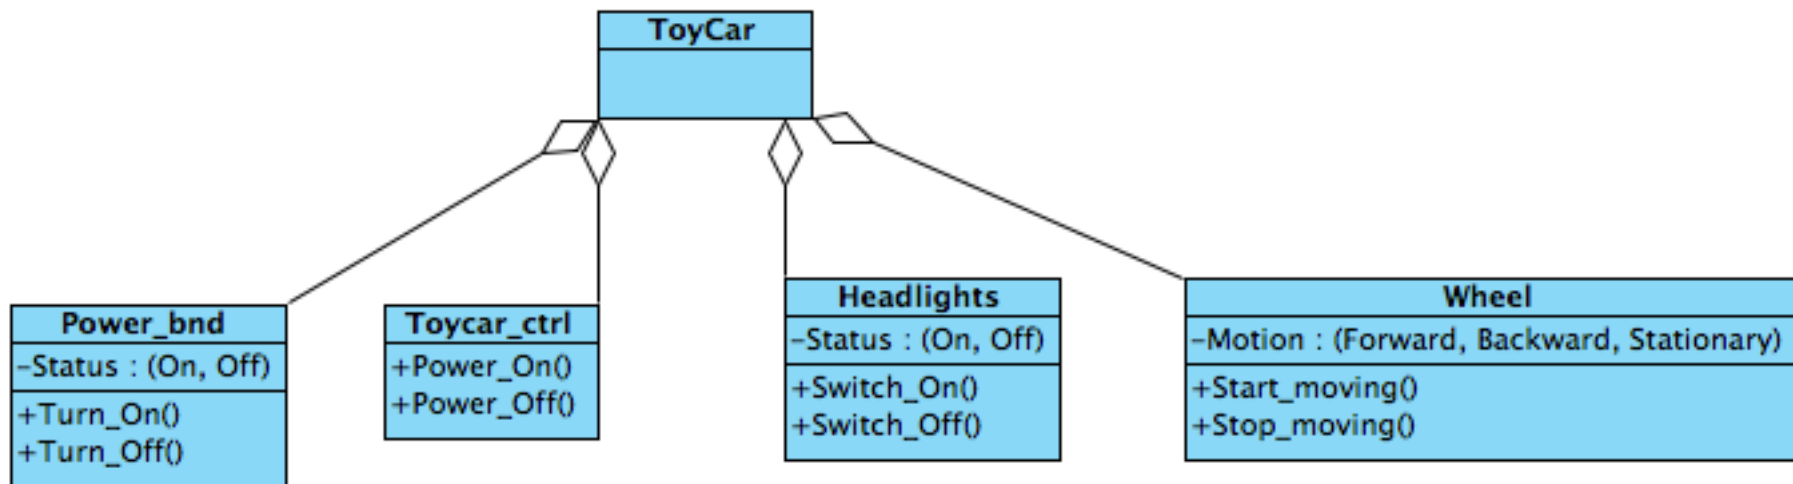 ToyCar
Power_bnd
-Status : (On, Off)
+Turn_On()
+Turn_Off()
Toycar_ctrl
+Power_On()
+Power_Off()
Headlights
-Status : (On, Off)
+Switch_On()
+Switch_Off()
Wheel
-Motion : (Forward, Backward, Stationary)
+Start_moving()
+Stop_moving()